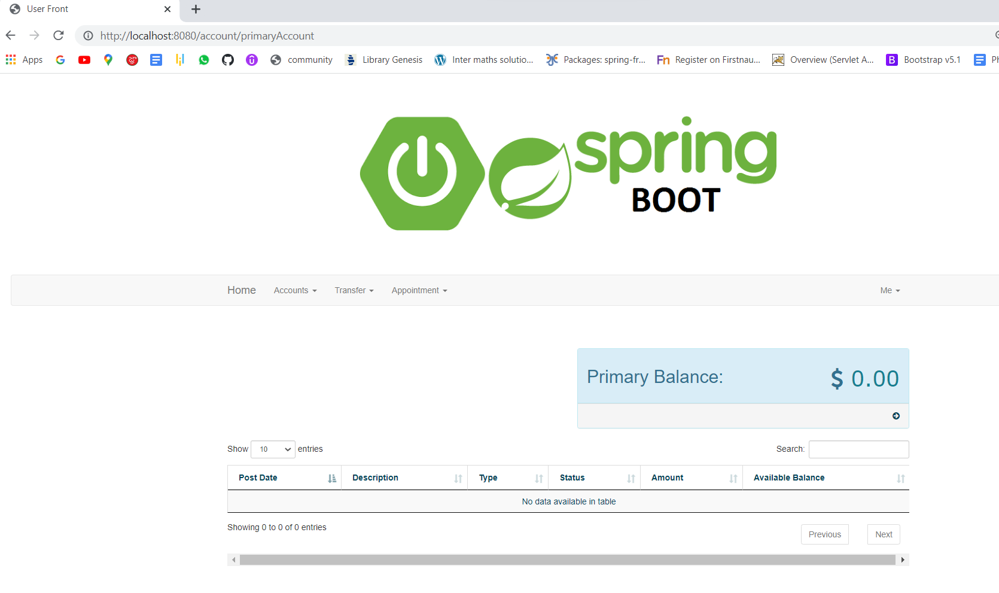 User Front
http://localhost:8080/account/primaryAccount
Apps
community
Library Genesis
Inter maths solutio...
Packages: spring-fr...
Fn
Register on Firstnau...
Overview (Servlet A...
B
Bootstrap v5.1
spring
BOOT
Home
Accounts
Transfer
Appointment
Me
Primary Balance:
$ 0.00
Show 10 entries
Search:
Post Date
Description
Type
Status
Amount
Available Balance
No data available in table
Showing 0 to 0 of 0 entries
Previous
Next